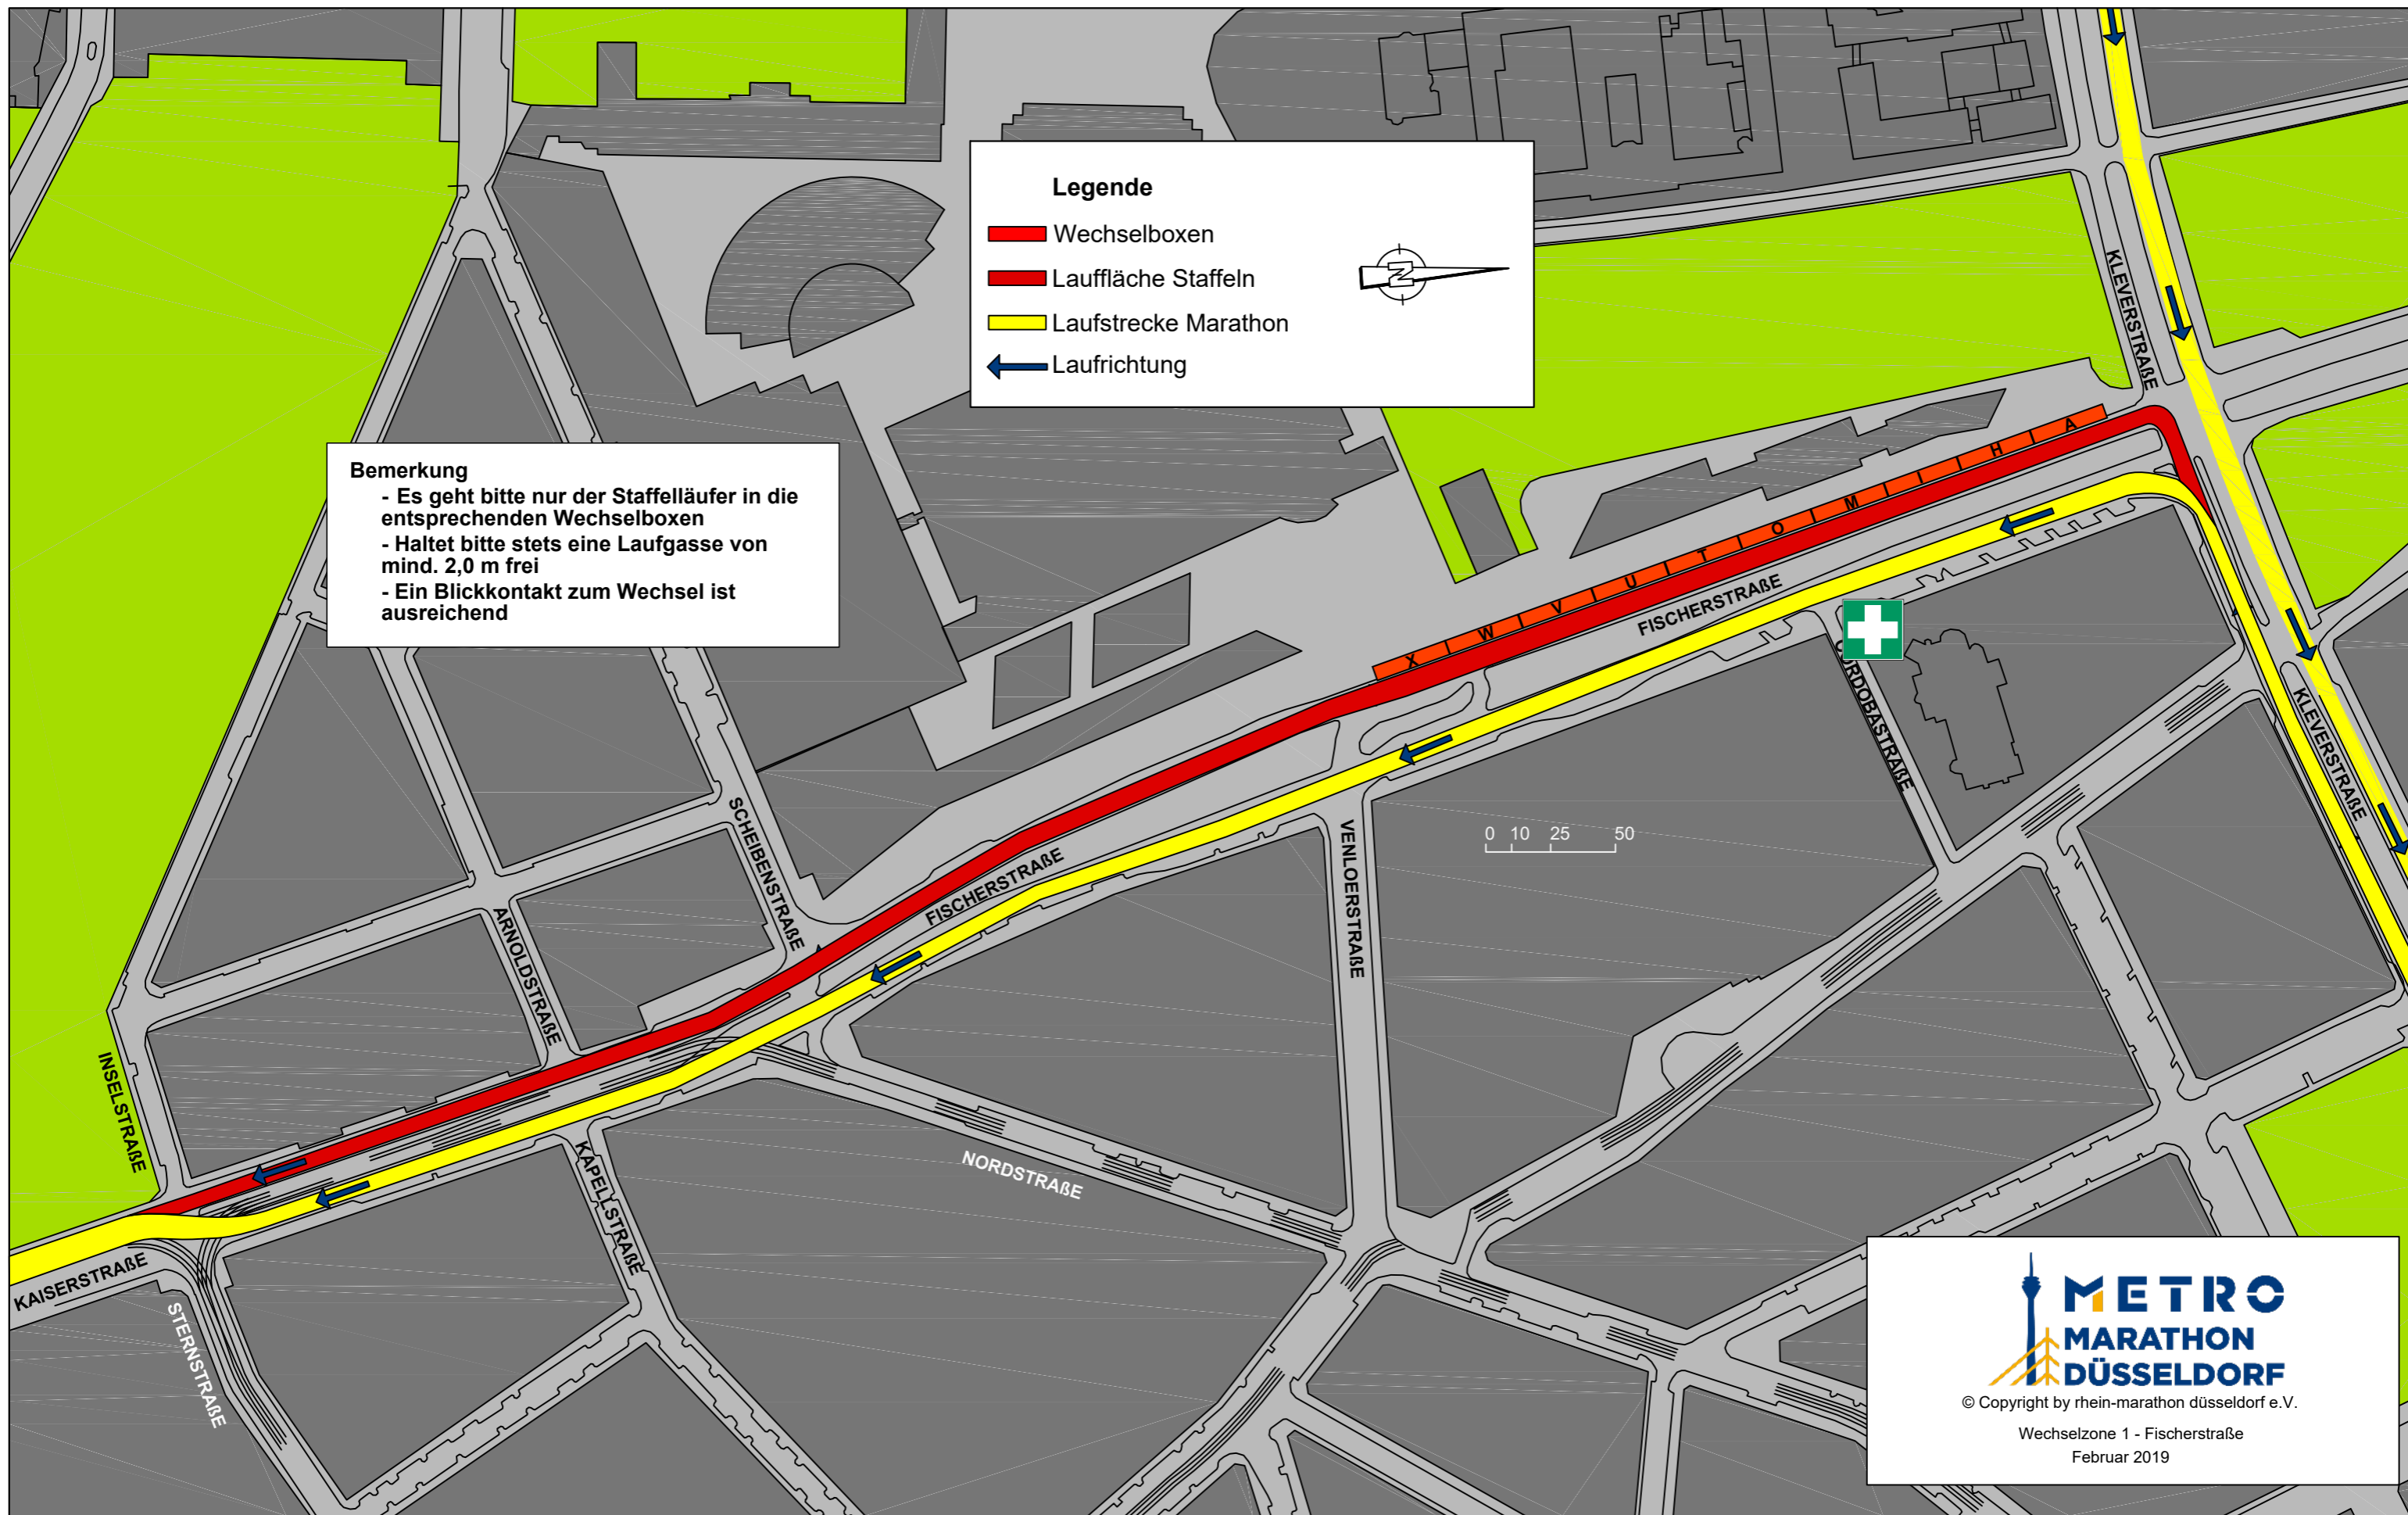 Legende
Wechselboxen
Lauffläche Staffeln
Laufstrecke Marathon
Laufrichtung
N
Bemerkung
- Es geht bitte nur der Staffelläufer in die
entsprechenden Wechselboxen
- Haltet bitte stets eine Laufgasse von
mind. 2,0 m frei
- Ein Blickkontakt zum Wechsel ist
ausreichend
KLEVERSTRAßE
X W V U T O M I H A
FISCHERSTRAßE
CORDOBASTRAßE
KLEVERSTRAßE
SCHEIBENSTRAßE
FISCHERSTRAßE
VENLOERSTRAßE
0 10 25 50
ARNOLDSTRAßE
INSELSTRAßE
KAPELLSTRAßE
NORDSTRAßE
KAISERSTRAßE
STERNSTRAßE
METRO
MARATHON
DÜSSELDORF
© Copyright by rhein-marathon düsseldorf e.V.
Wechselzone 1 - Fischerstraße
Februar 2019